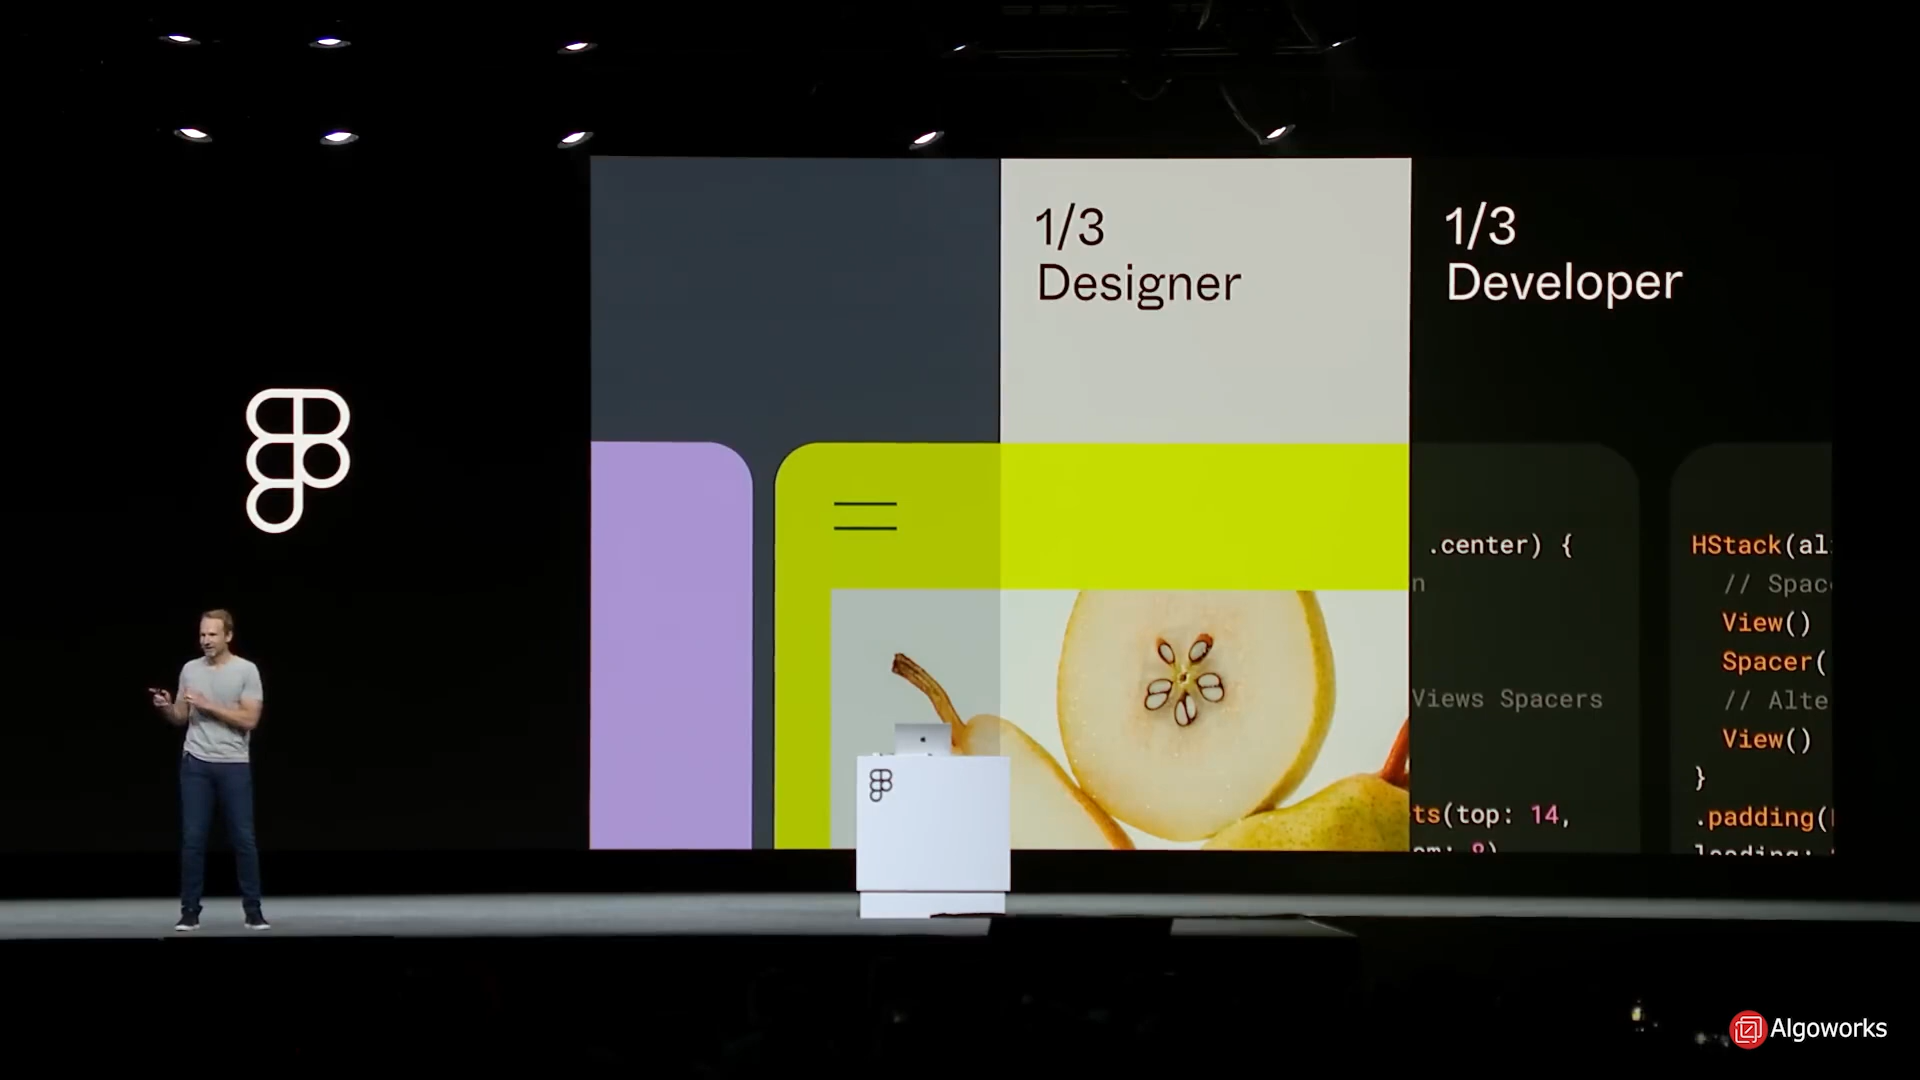 1/3
Designer
1/3
Developer
.center) {
n
Views Spacers
ts(top: 14,
HStack(al
// Spac
View()
Spacer(
// Alte
View()
}
.padding(
Algoworks